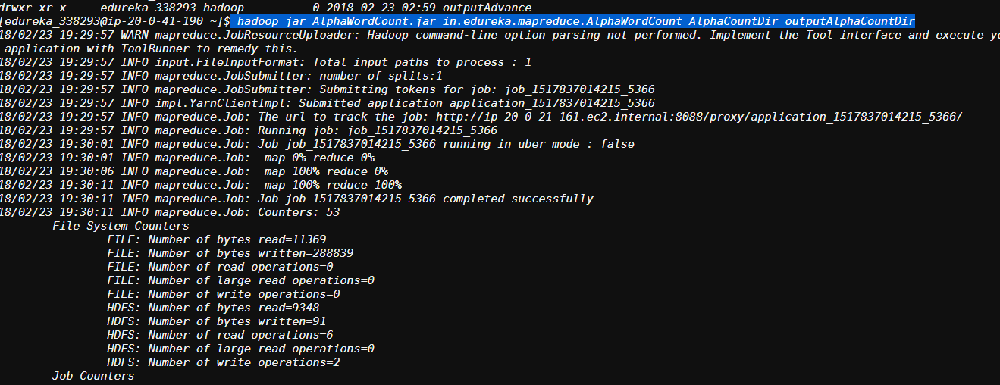 drwxr-xr-x   - edureka_338293 hadoop          0 2018-02-23 02:59 outputAdvance
[edureka_338293@ip-20-0-41-190 ~]$ hadoop jar AlphaWordCount.jar in.edureka.mapreduce.AlphaWordCount AlphaCountDir outputAlphaCountDir
18/02/23 19:29:57 WARN mapreduce.JobResourceUploader: Hadoop command-line option parsing not performed. Implement the Tool interface and execute yo
application with ToolRunner to remedy this.
18/02/23 19:29:57 INFO input.FileInputFormat: Total input paths to process : 1
18/02/23 19:29:57 INFO mapreduce.JobSubmitter: number of splits:1
18/02/23 19:29:57 INFO mapreduce.JobSubmitter: Submitting tokens for job: job_1517837014215_5366
18/02/23 19:29:57 INFO impl.YarnClientImpl: Submitted application application_1517837014215_5366
18/02/23 19:29:57 INFO mapreduce.Job: The url to track the job: http://ip-20-0-21-161.ec2.internal:8088/proxy/application_1517837014215_5366/
18/02/23 19:29:57 INFO mapreduce.Job: Running job: job_1517837014215_5366
18/02/23 19:30:01 INFO mapreduce.Job: Job job_1517837014215_5366 running in uber mode : false
18/02/23 19:30:01 INFO mapreduce.Job:  map 0% reduce 0%
18/02/23 19:30:06 INFO mapreduce.Job:  map 100% reduce 0%
18/02/23 19:30:11 INFO mapreduce.Job:  map 100% reduce 100%
18/02/23 19:30:11 INFO mapreduce.Job: Job job_1517837014215_5366 completed successfully
18/02/23 19:30:11 INFO mapreduce.Job: Counters: 53
File System Counters
FILE: Number of bytes read=11369
FILE: Number of bytes written=288839
FILE: Number of read operations=0
FILE: Number of large read operations=0
FILE: Number of write operations=0
HDFS: Number of bytes read=9348
HDFS: Number of bytes written=91
HDFS: Number of read operations=6
HDFS: Number of large read operations=0
HDFS: Number of write operations=2
Job Counters